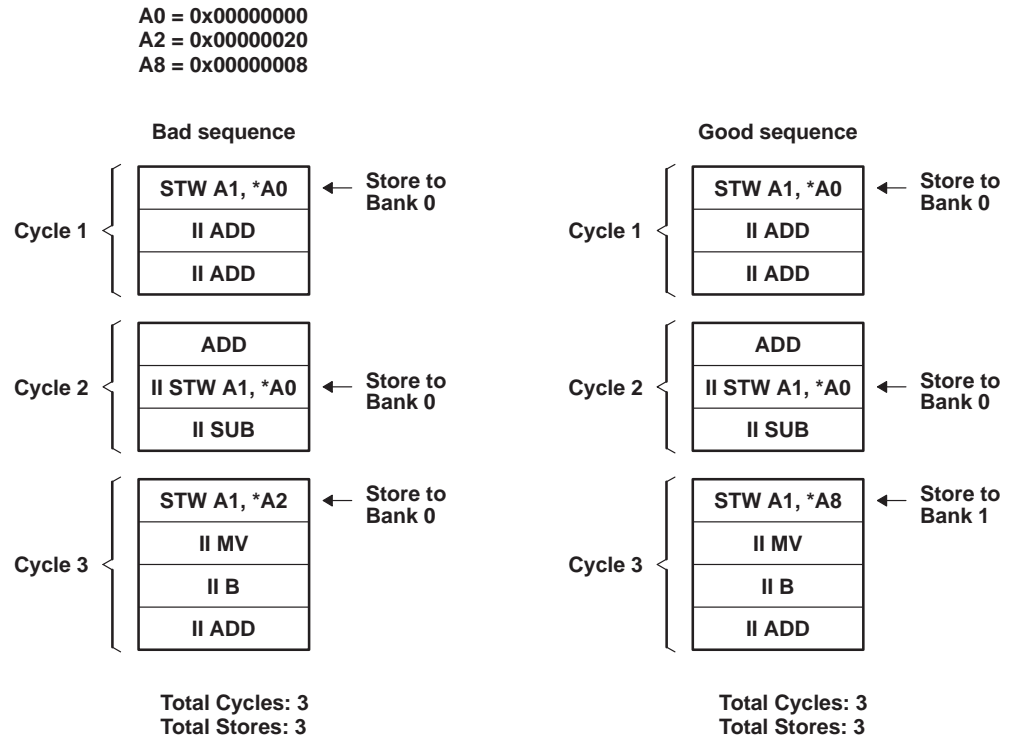 A0 = 0x00000000
A2 = 0x00000020
A8 = 0x00000008
Bad sequence
Cycle 1
STW A1, *A0
II ADD
II ADD
Store to
Bank 0
Cycle 2
ADD
II STW A1, *A0
II SUB
Store to
Bank 0
Cycle 3
STW A1, *A2
II MV
II B
II ADD
Store to
Bank 0
Total Cycles: 3
Total Stores: 3
Good sequence
Cycle 1
STW A1, *A0
II ADD
II ADD
Store to
Bank 0
Cycle 2
ADD
II STW A1, *A0
II SUB
Store to
Bank 0
Cycle 3
STW A1, *A8
II MV
II B
II ADD
Store to
Bank 1
Total Cycles: 3
Total Stores: 3